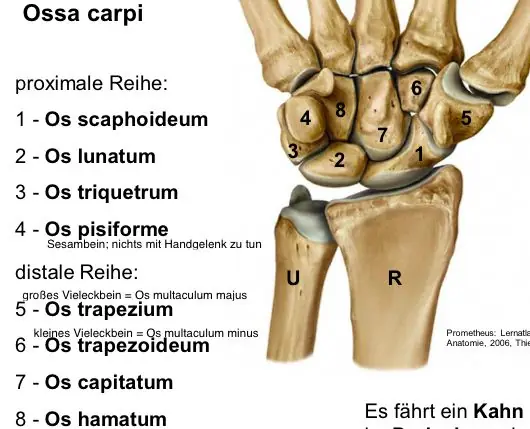 Ossa carpi
proximale Reihe:
1 - Os scaphoideum
2 - Os lunatum
3 - Os triquetrum
4 - Os pisiforme
Sesambein; nichts mit Handgelenk zu tun
distale Reihe:
großes Vieleckbein = Os multaculum majus
5 - Os trapezium
kleines Vieleckbein = Os multaculum minus
6 - Os trapezoideum
7 - Os capitatum
8 - Os hamatum
6
4
8
5
7
3
2
1
U
R
Prometheus: Lernatla
Anatomie, 2006, Thie
Es fährt ein Kahn